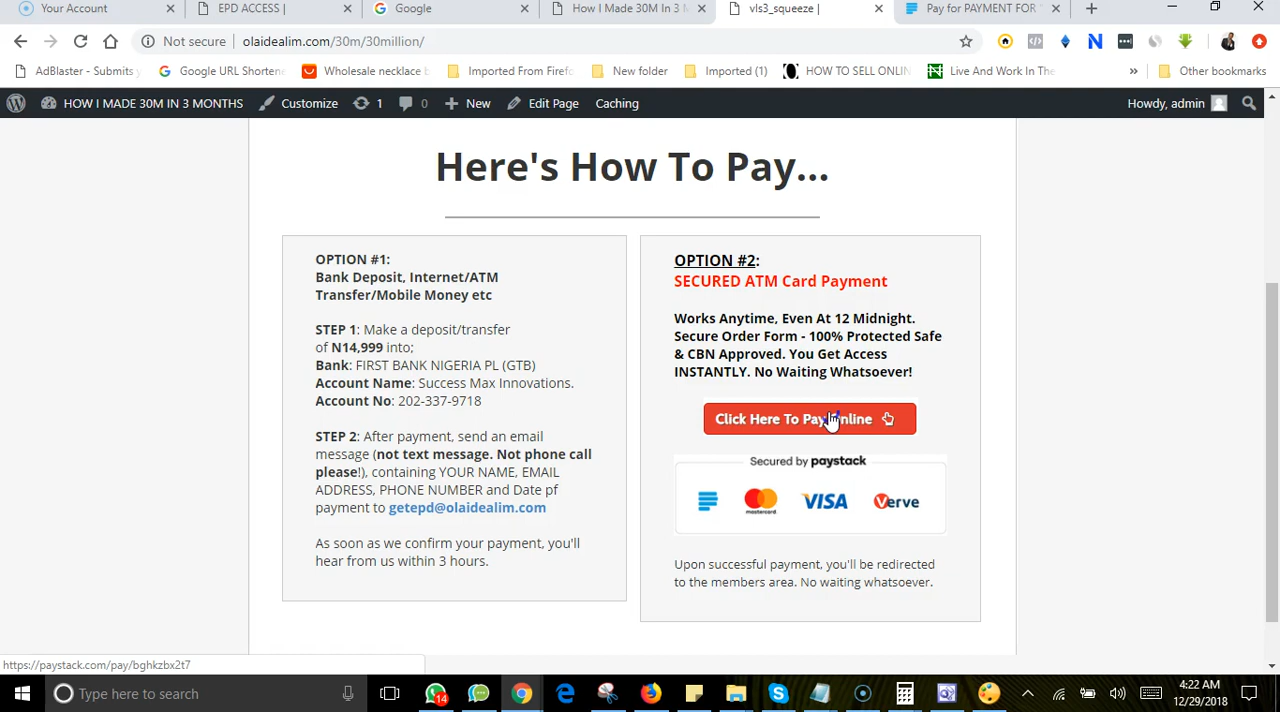 Your Account
EPD ACCESS |
Google
How I Made 30M In 3 M
vls3_squeeze |
Pay for PAYMENT FOR
Not secure
olaidealim.com/30m/30million/
AdBlaster - Submits y
Google URL Shortene
Wholesale necklace b
Imported From Firefo
New folder
Imported (1)
HOW TO SELL ONLIN
Live And Work In The
Other bookmarks
HOW I MADE 30M IN 3 MONTHS
Customize
1
0
New
Edit Page
Caching
Howdy, admin
Here's How To Pay...
OPTION #1:
Bank Deposit, Internet/ATM
Transfer/Mobile Money etc
STEP 1: Make a deposit/transfer
of N14,999 into;
Bank: FIRST BANK NIGERIA PL (GTB)
Account Name: Success Max Innovations.
Account No: 202-337-9718
STEP 2: After payment, send an email
message (not text message. Not phone call
please!), containing YOUR NAME, EMAIL
ADDRESS, PHONE NUMBER and Date pf
payment to getepd@olaidealim.com
As soon as we confirm your payment, you'll
hear from us within 3 hours.
OPTION #2:
SECURED ATM Card Payment
Works Anytime, Even At 12 Midnight.
Secure Order Form - 100% Protected Safe
& CBN Approved. You Get Access
INSTANTLY. No Waiting Whatsoever!
Click Here To Pay Online
Secured by paystack
mastercard
VISA
Verve
Upon successful payment, you'll be redirected
to the members area. No waiting whatsoever.
https://paystack.com/pay/bghkzbx2t7
Type here to search
14
4:22 AM
12/29/2018